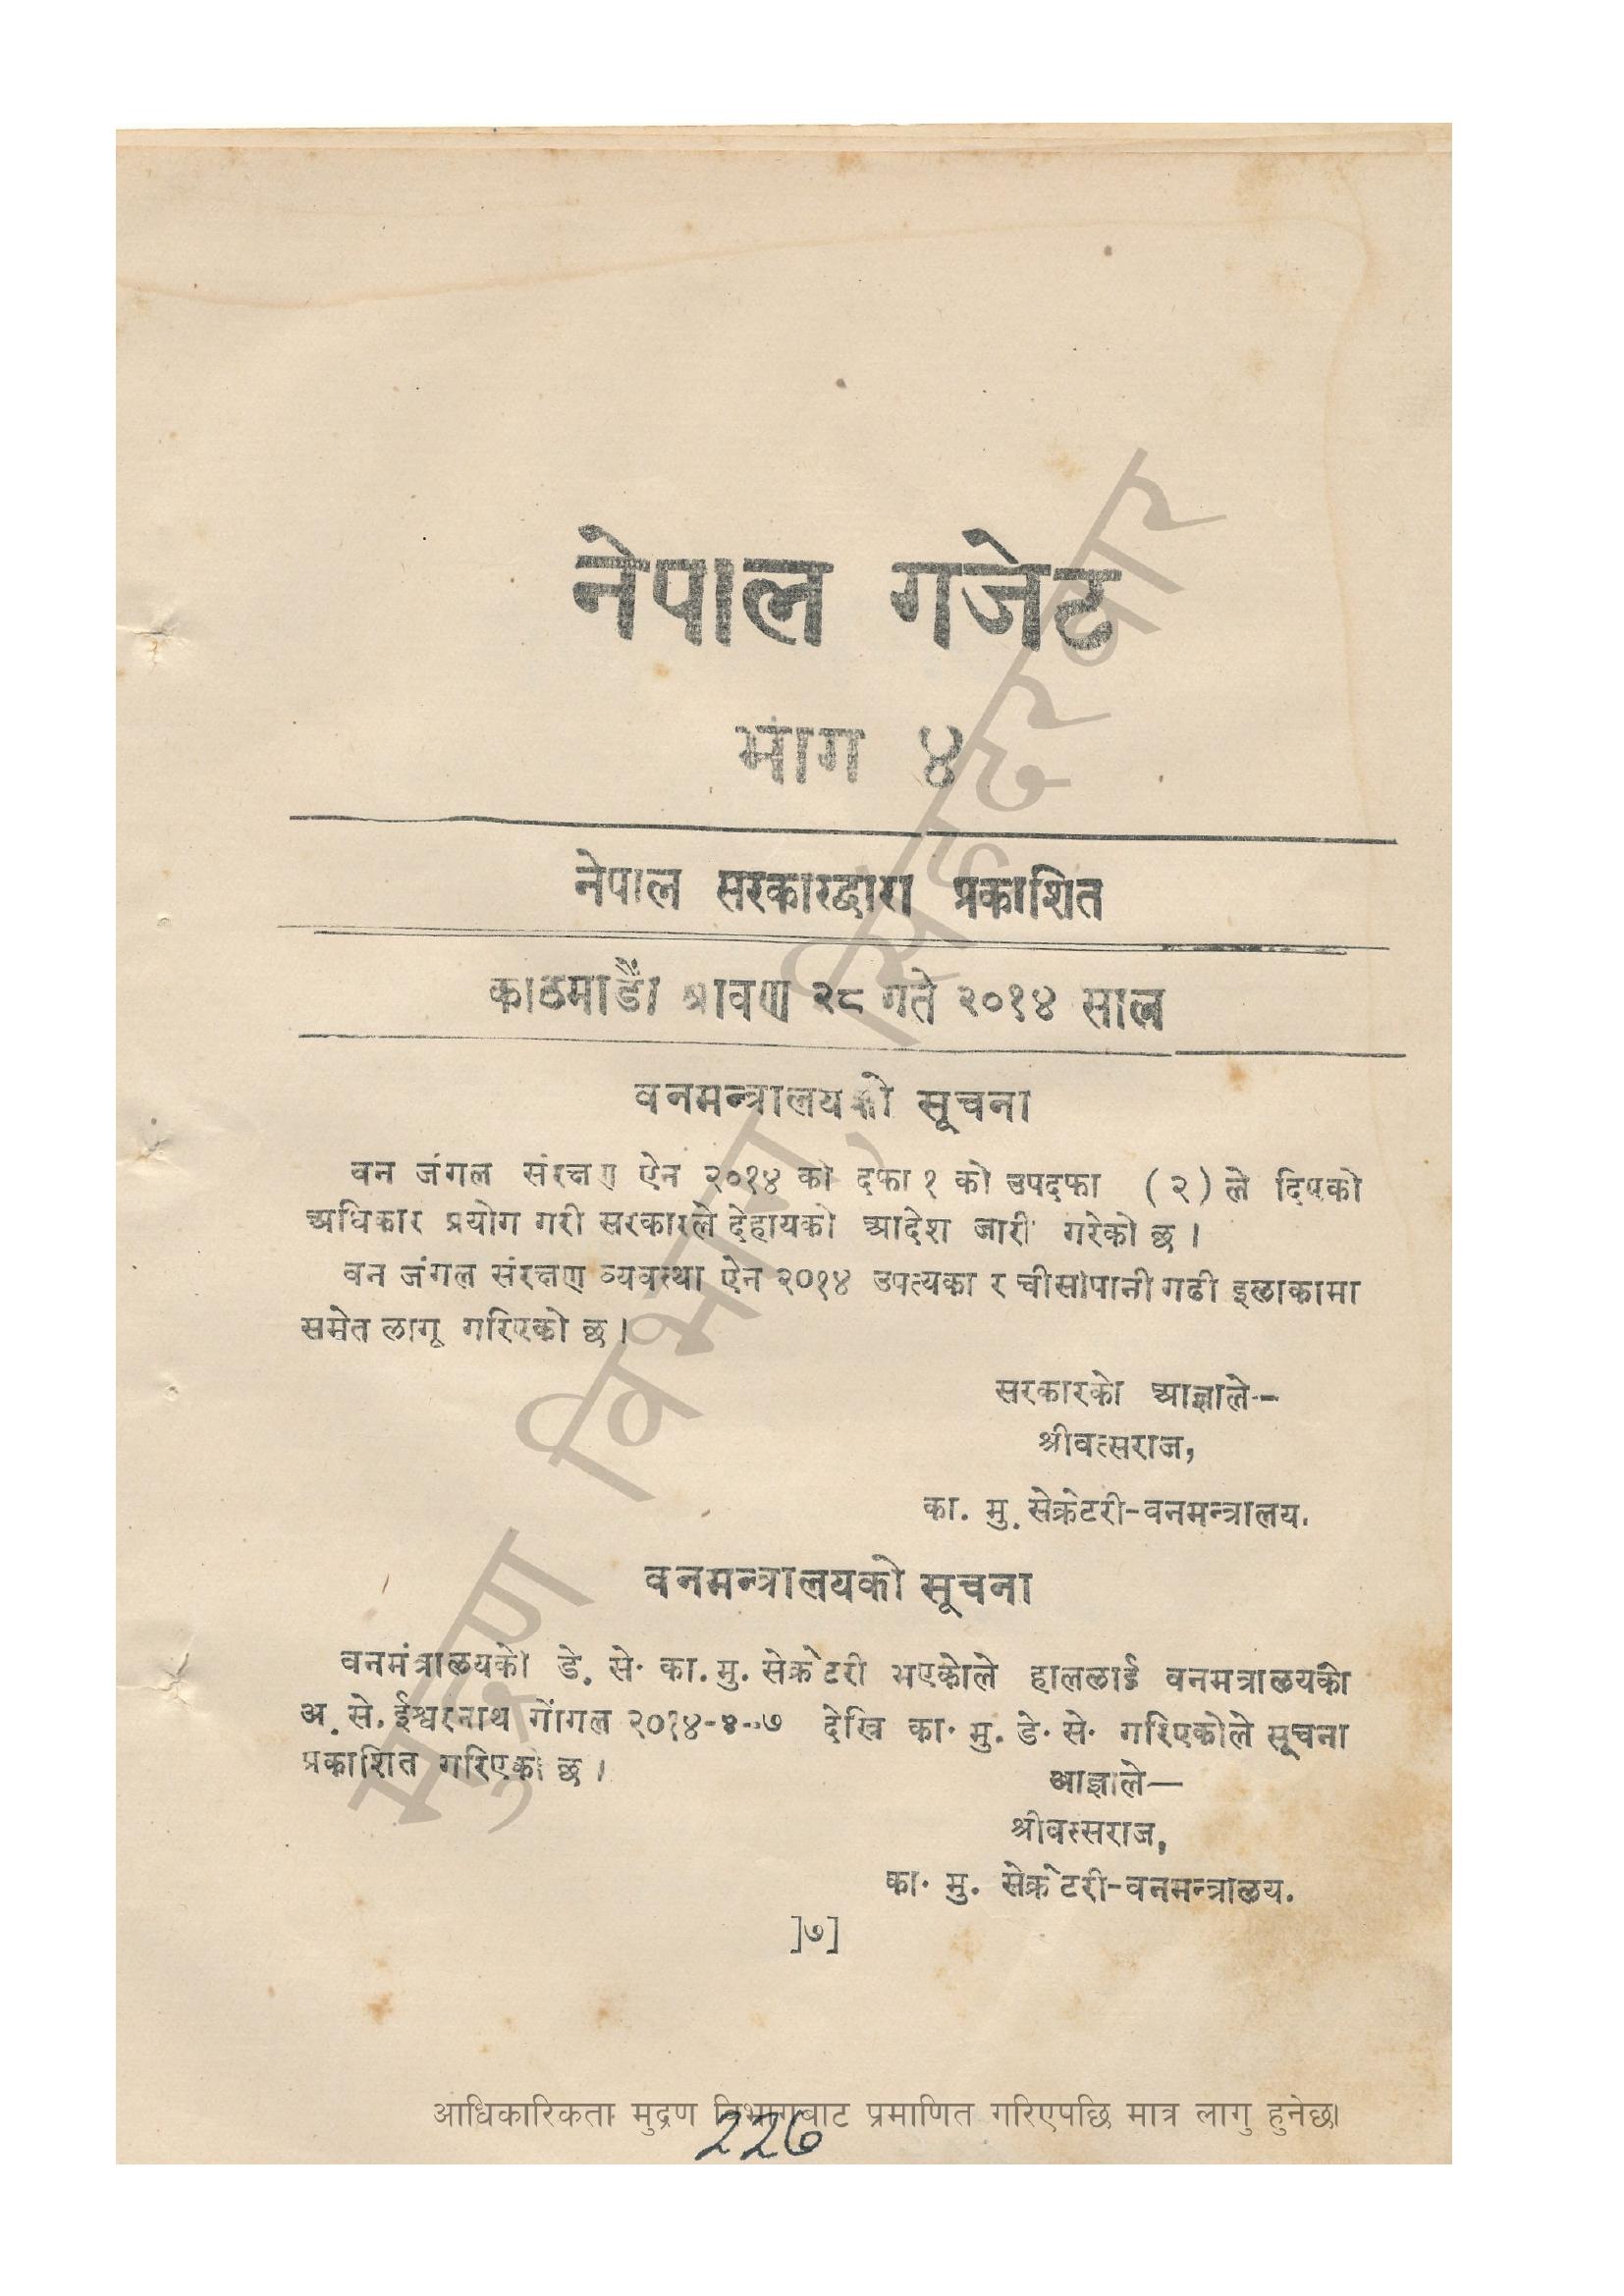 नेपाल गजेट
भाग ४
नेपाल सरकारद्वारा प्रकाशित
काठमाडौं श्रावण २८ गते २०१४ साल
वनमन्त्रालयको सूचना
वन जंगल संरक्षण ऐन २०१४ को दफा १ को उपदफा (२) ले दिएको
अधिकार प्रयोग गरी सरकारले देहायको आदेश जारी गरेको छ ।
वन जंगल संरक्षण व्यवस्था ऐन २०१४ उपत्यका र चीसापानी गढी इलाकामा
समेत लागू गरिएको छ ।
सरकारको आज्ञाले--
श्रीवत्सराज,
का. मु. सेक्रेटरी-वनमन्त्रालय.
वनमन्त्रालयको सूचना
वनमंत्रालयको डे. से. का. मु. सेक्रेटरी भएकोले हाललाई वनमत्रालयको
अ. से. ईश्वरनाथ गोंगल २०१४-४-७ देखि का. मु. डे. से. गरिएकोले सूचना
प्रकाशित गरिएको छ ।
आज्ञाले—
श्रीवत्सराज,
का. मु. सेक्रेटरी-वनमन्त्रालय.
]७]
मुद्रण विभाग, सिंहदरबार
आधिकारिकता मुद्रण विभागबाट प्रमाणित गरिएपछि मात्र लागु हुनेछ।